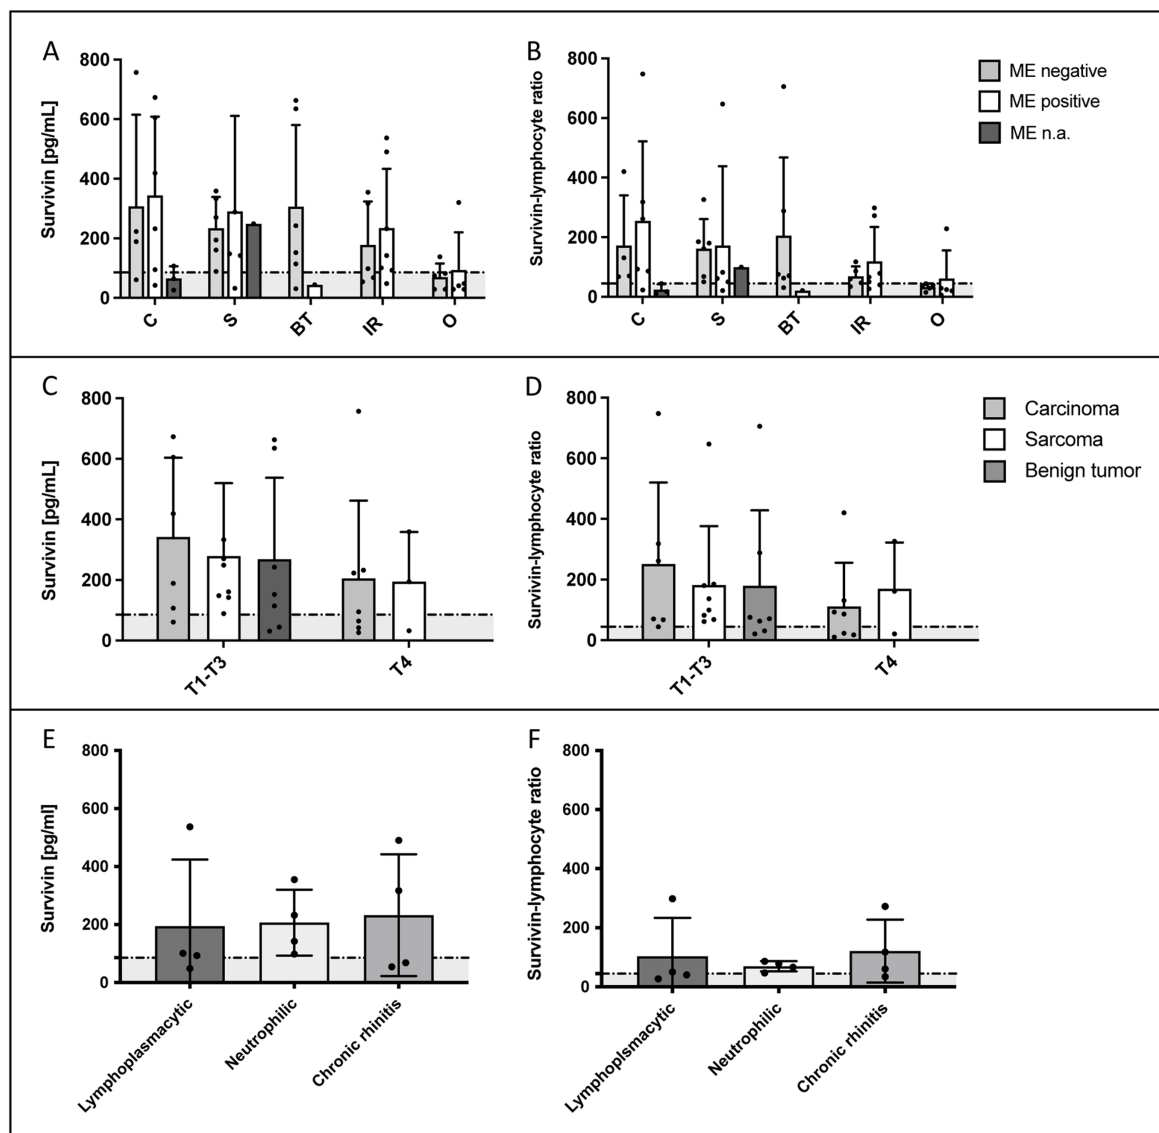 A
Survivin [pg/mL]
800
600
400
200
0
C
S
BT
IR
O
B
Survivin-lymphocyte ratio
800
600
400
200
0
C
S
BT
IR
O
ME negative
ME positive
ME n.a.
C
Survivin [pg/mL]
800
600
400
200
0
T1-T3
T4
D
Survivin-lymphocyte ratio
800
600
400
200
0
T1-T3
T4
Carcinoma
Sarcoma
Benign tumor
E
Survivin [pg/ml]
800
600
400
200
0
Lymphoplasmacytic
Neutrophilic
Chronic rhinitis
F
Survivin-lymphocyte ratio
800
600
400
200
0
Lymphoplsmacytic
Neutrophilic
Chronic rhinitis